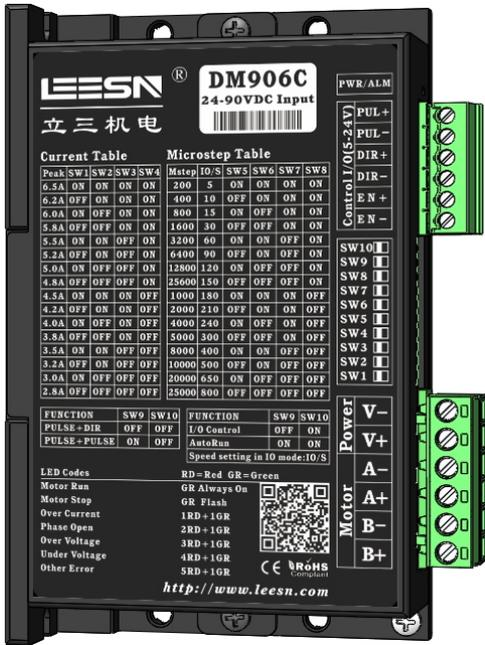 LEESN ®
立三机电
DM906C
24-90VDC Input
PWR/ALM
Control I/O(5-24V)
PUL+
PUL-
DIR+
DIR-
EN+
EN-
Current Table
Peak SW1 SW2 SW3 SW4
6.5A ON ON ON ON
6.2A OFF ON ON ON
6.0A ON OFF ON ON
5.8A OFF OFF ON ON
5.5A ON ON OFF ON
5.2A OFF ON OFF ON
5.0A ON OFF OFF ON
4.8A OFF OFF OFF ON
4.5A ON ON ON OFF
4.2A OFF ON ON OFF
4.0A ON OFF ON OFF
3.8A OFF OFF ON OFF
3.5A ON ON OFF OFF
3.2A OFF ON OFF OFF
3.0A ON OFF OFF OFF
2.8A OFF OFF OFF OFF
Microstep Table
Mstep IO/S SW5 SW6 SW7 SW8
200 5 ON ON ON ON
400 10 OFF ON ON ON
800 15 ON OFF ON ON
1600 30 OFF OFF ON ON
3200 60 ON ON OFF ON
6400 90 OFF ON OFF ON
12800 120 ON OFF OFF ON
25600 150 OFF OFF OFF ON
1000 180 ON ON ON OFF
2000 210 OFF ON ON OFF
4000 240 ON OFF ON OFF
5000 300 OFF OFF ON OFF
8000 400 ON ON OFF OFF
10000 500 OFF ON OFF OFF
20000 650 ON OFF OFF OFF
25000 800 OFF OFF OFF OFF
SW10
SW9
SW8
SW7
SW6
SW5
SW4
SW3
SW2
SW1
FUNCTION SW9 SW10
PULSE+DIR OFF OFF
PULSE+PULSE ON OFF
FUNCTION SW9 SW10
I/O Control OFF ON
AutoRun ON ON
Speed setting in IO mode:IO/S
Power
V-
V+
Motor
A-
A+
B-
B+
LED Codes RD=Red GR=Green
Motor Run GR Always On
Motor Stop GR Flash
Over Current 1RD+1GR
Phase Open 2RD+1GR
Over Voltage 3RD+1GR
Under Voltage 4RD+1GR
Other Error 5RD+1GR
CE RoHS
Compliant
http://www.leesn.com